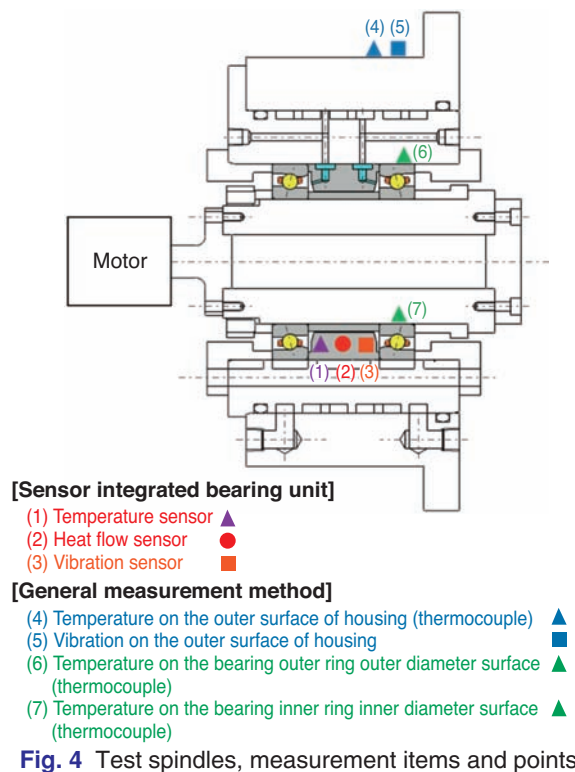 (4) (5)
(6)
Motor
(7)
(1) (2) (3)
[Sensor integrated bearing unit]
(1) Temperature sensor
(2) Heat flow sensor
(3) Vibration sensor
[General measurement method]
(4) Temperature on the outer surface of housing (thermocouple)
(5) Vibration on the outer surface of housing
(6) Temperature on the bearing outer ring outer diameter surface
(thermocouple)
(7) Temperature on the bearing inner ring inner diameter surface
(thermocouple)
Fig. 4 Test spindles, measurement items and points